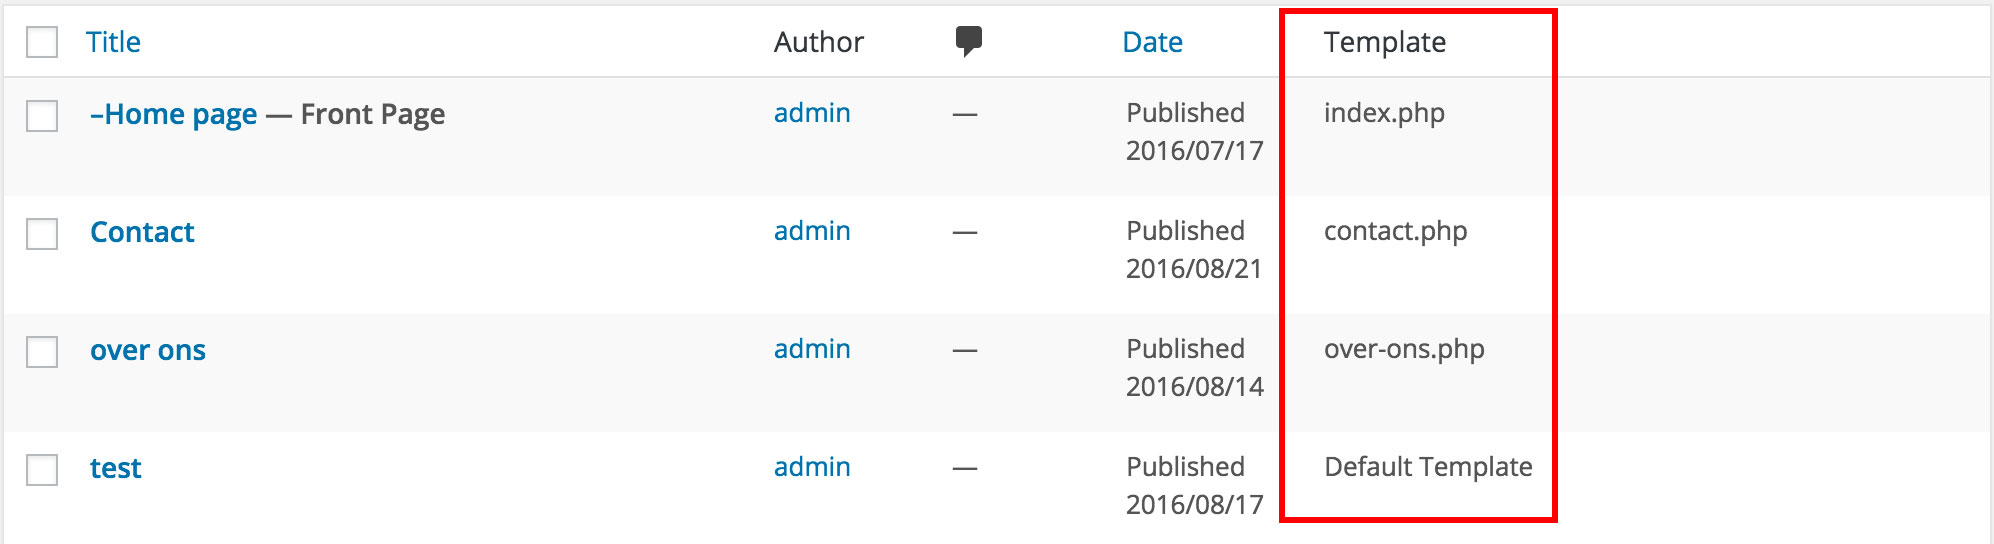 Title Author Date Template
–Home page — Front Page admin — Published index.php
2016/07/17
Contact admin — Published contact.php
2016/08/21
over ons admin — Published over-ons.php
2016/08/14
test admin — Published Default Template
2016/08/17